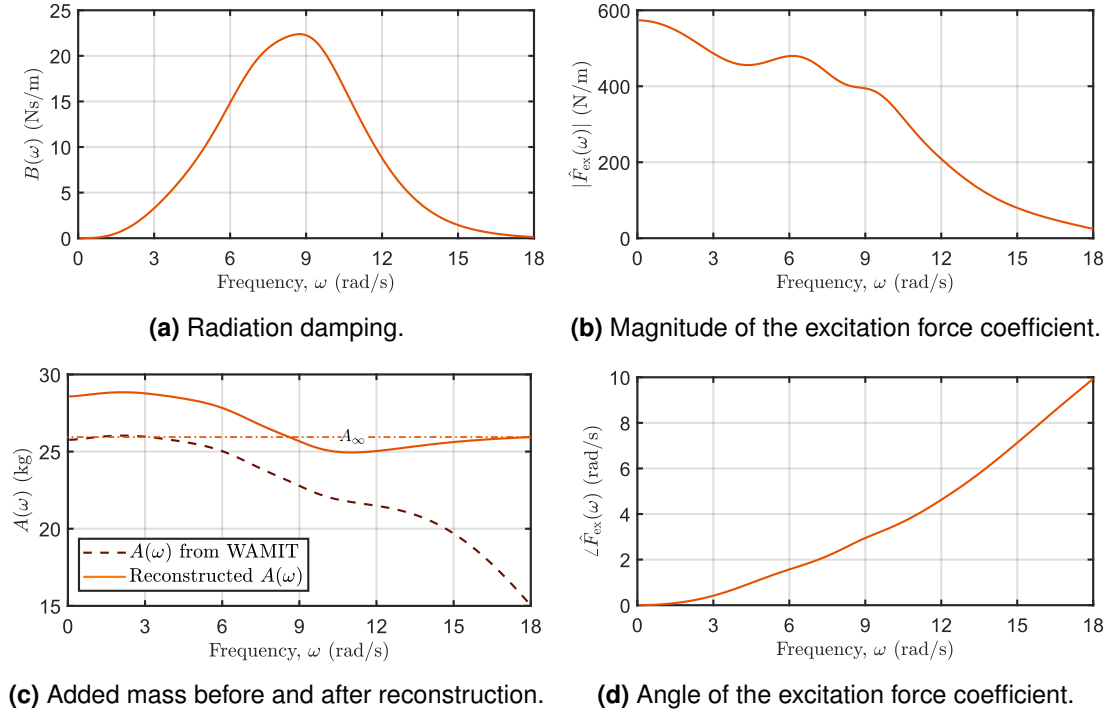 25
20
15
10
5
0
B(ω) (Ns/m)
0 3 6 9 12 15 18
Frequency, ω (rad/s)
(a) Radiation damping.
600
400
200
0
|F̂ex(ω)| (N/m)
0 3 6 9 12 15 18
Frequency, ω (rad/s)
(b) Magnitude of the excitation force coefficient.
30
25
20
15
A(ω) (kg)
A∞
A(ω) from WAMIT
Reconstructed A(ω)
0 3 6 9 12 15 18
Frequency, ω (rad/s)
(c) Added mass before and after reconstruction.
10
8
6
4
2
0
∠F̂ex(ω) (rad/s)
0 3 6 9 12 15 18
Frequency, ω (rad/s)
(d) Angle of the excitation force coefficient.